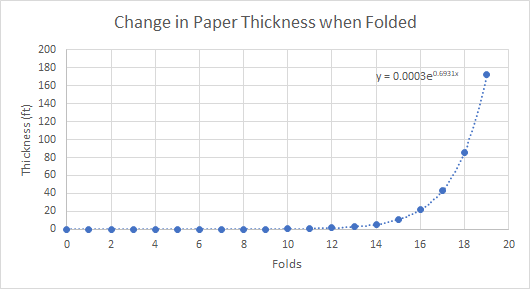 Change in Paper Thickness when Folded
200
180
160
140
120
100
80
60
40
20
0
Thickness (ft)
y = 0.0003e^0.6931x
0 2 4 6 8 10 12 14 16 18 20
Folds